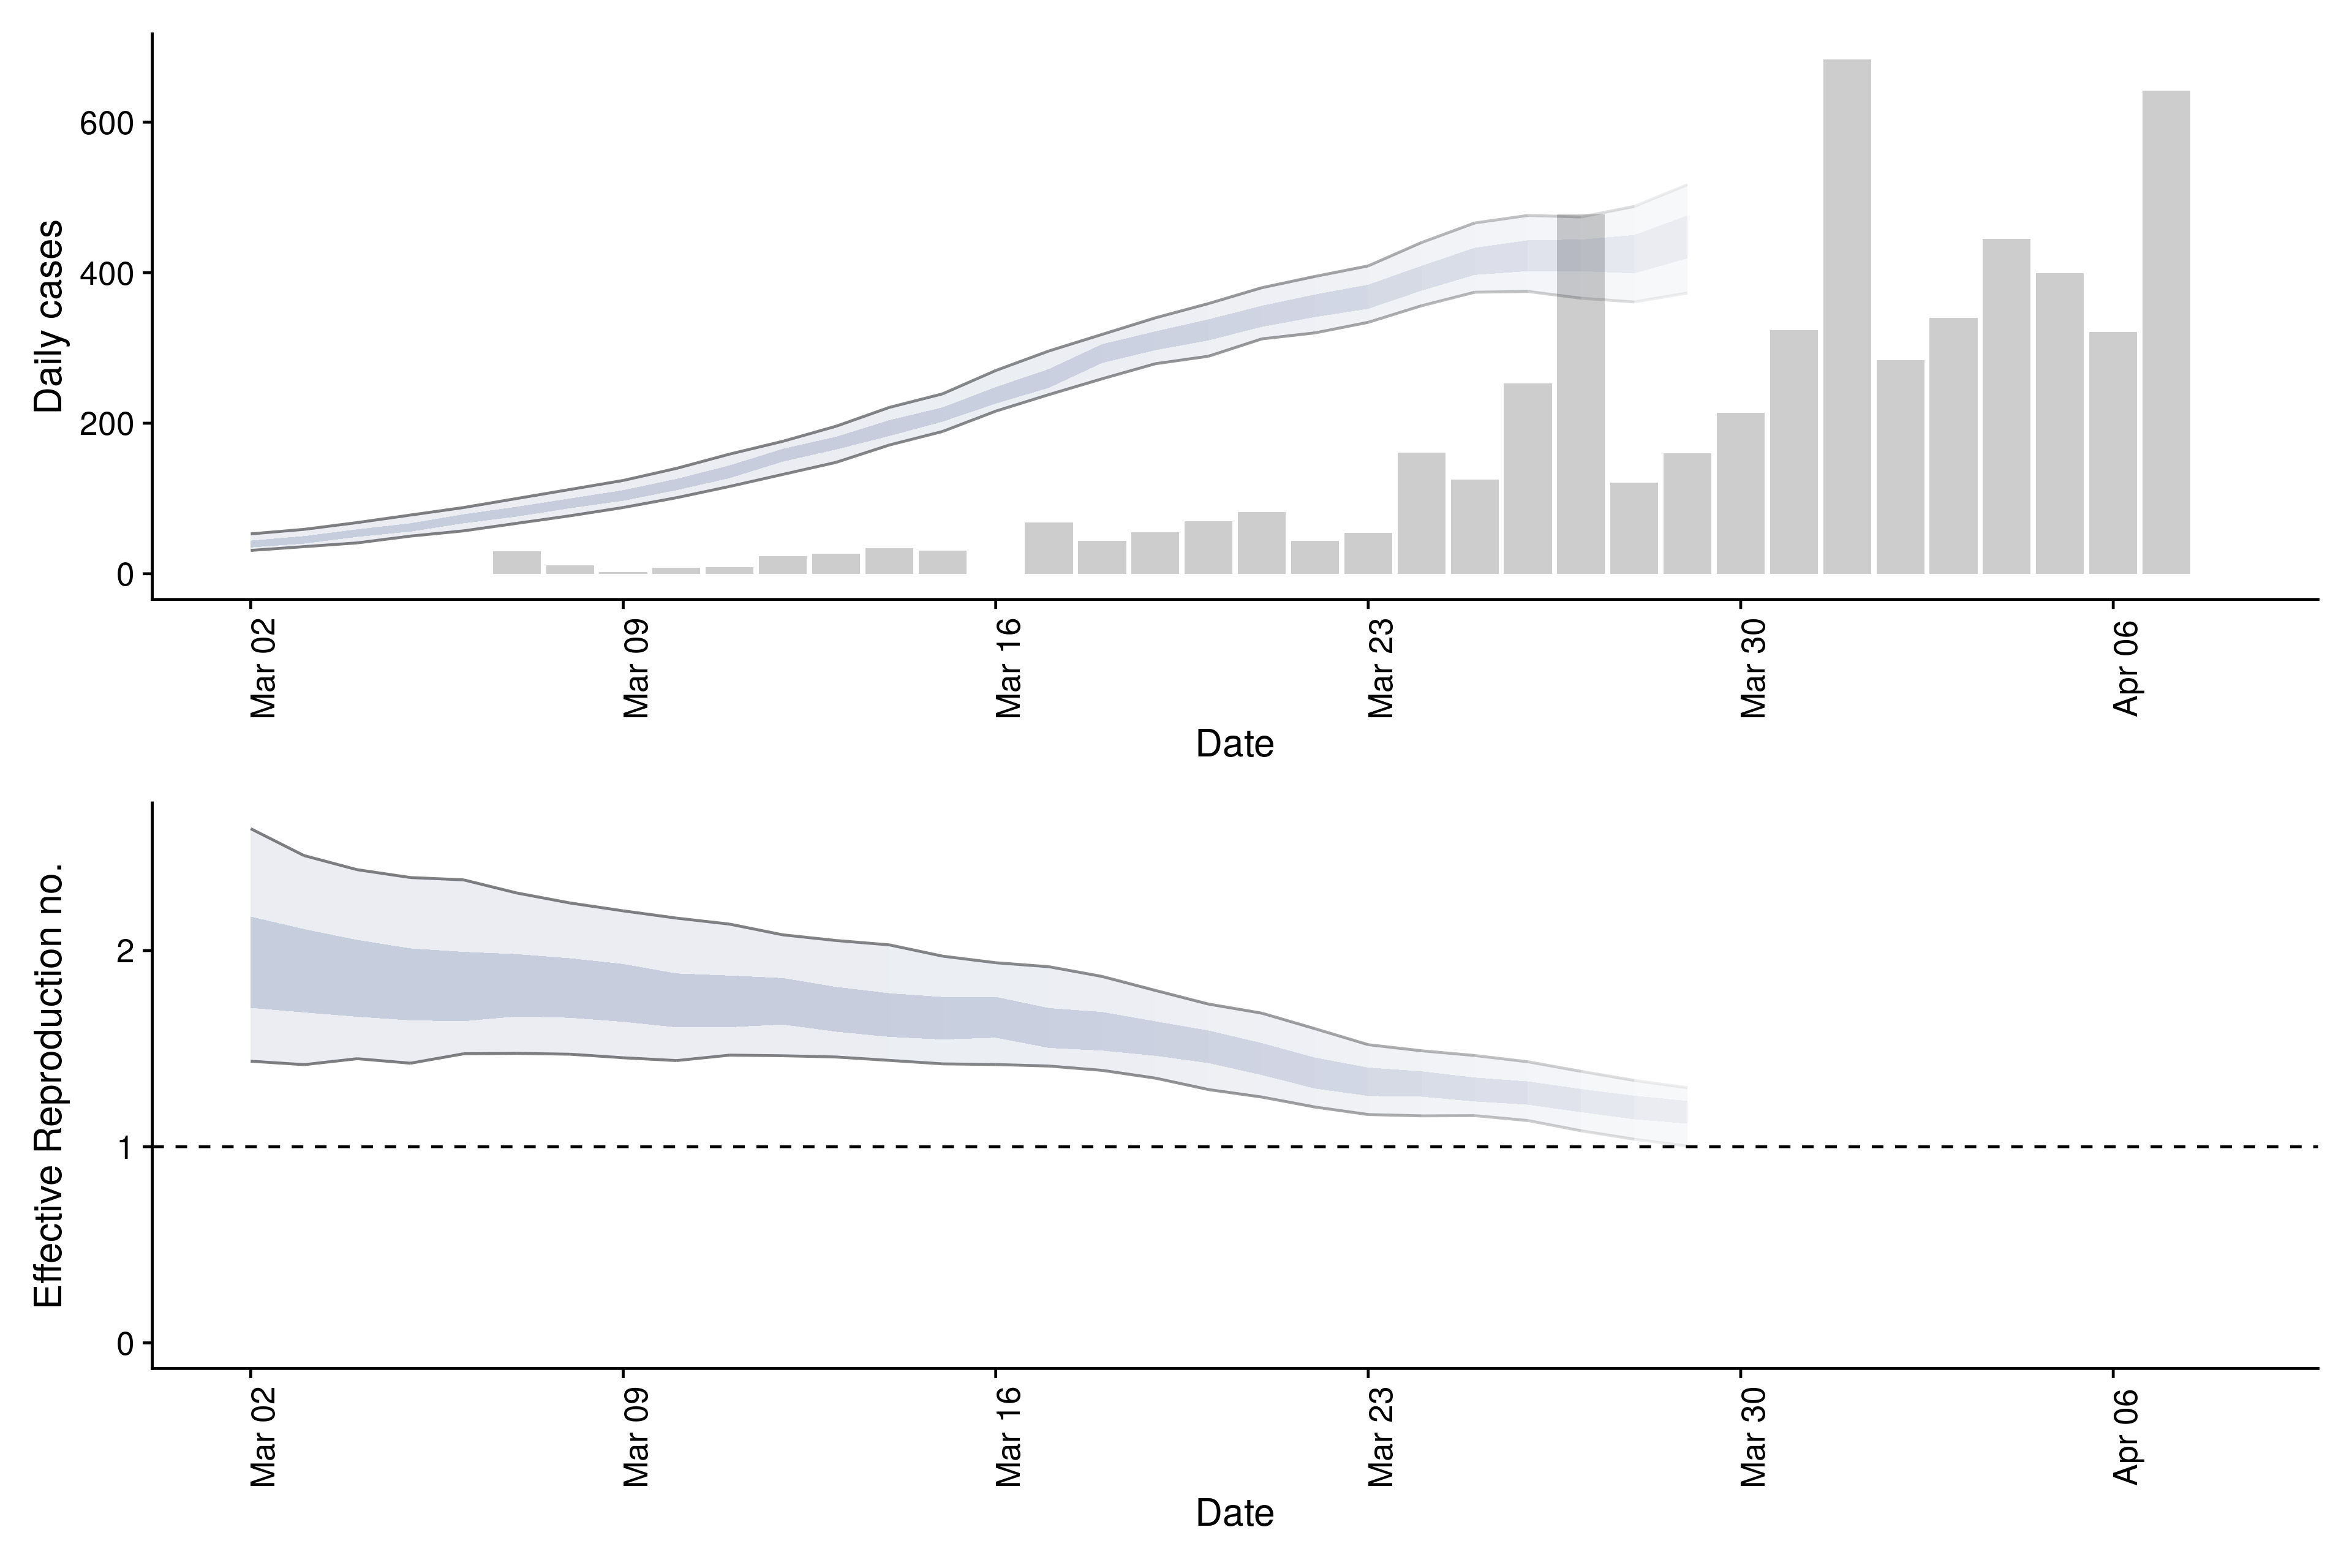 Daily cases
600
400
200
0
Mar 02
Mar 09
Mar 16
Mar 23
Mar 30
Apr 06
Date
Effective Reproduction no.
2
1
0
Mar 02
Mar 09
Mar 16
Mar 23
Mar 30
Apr 06
Date